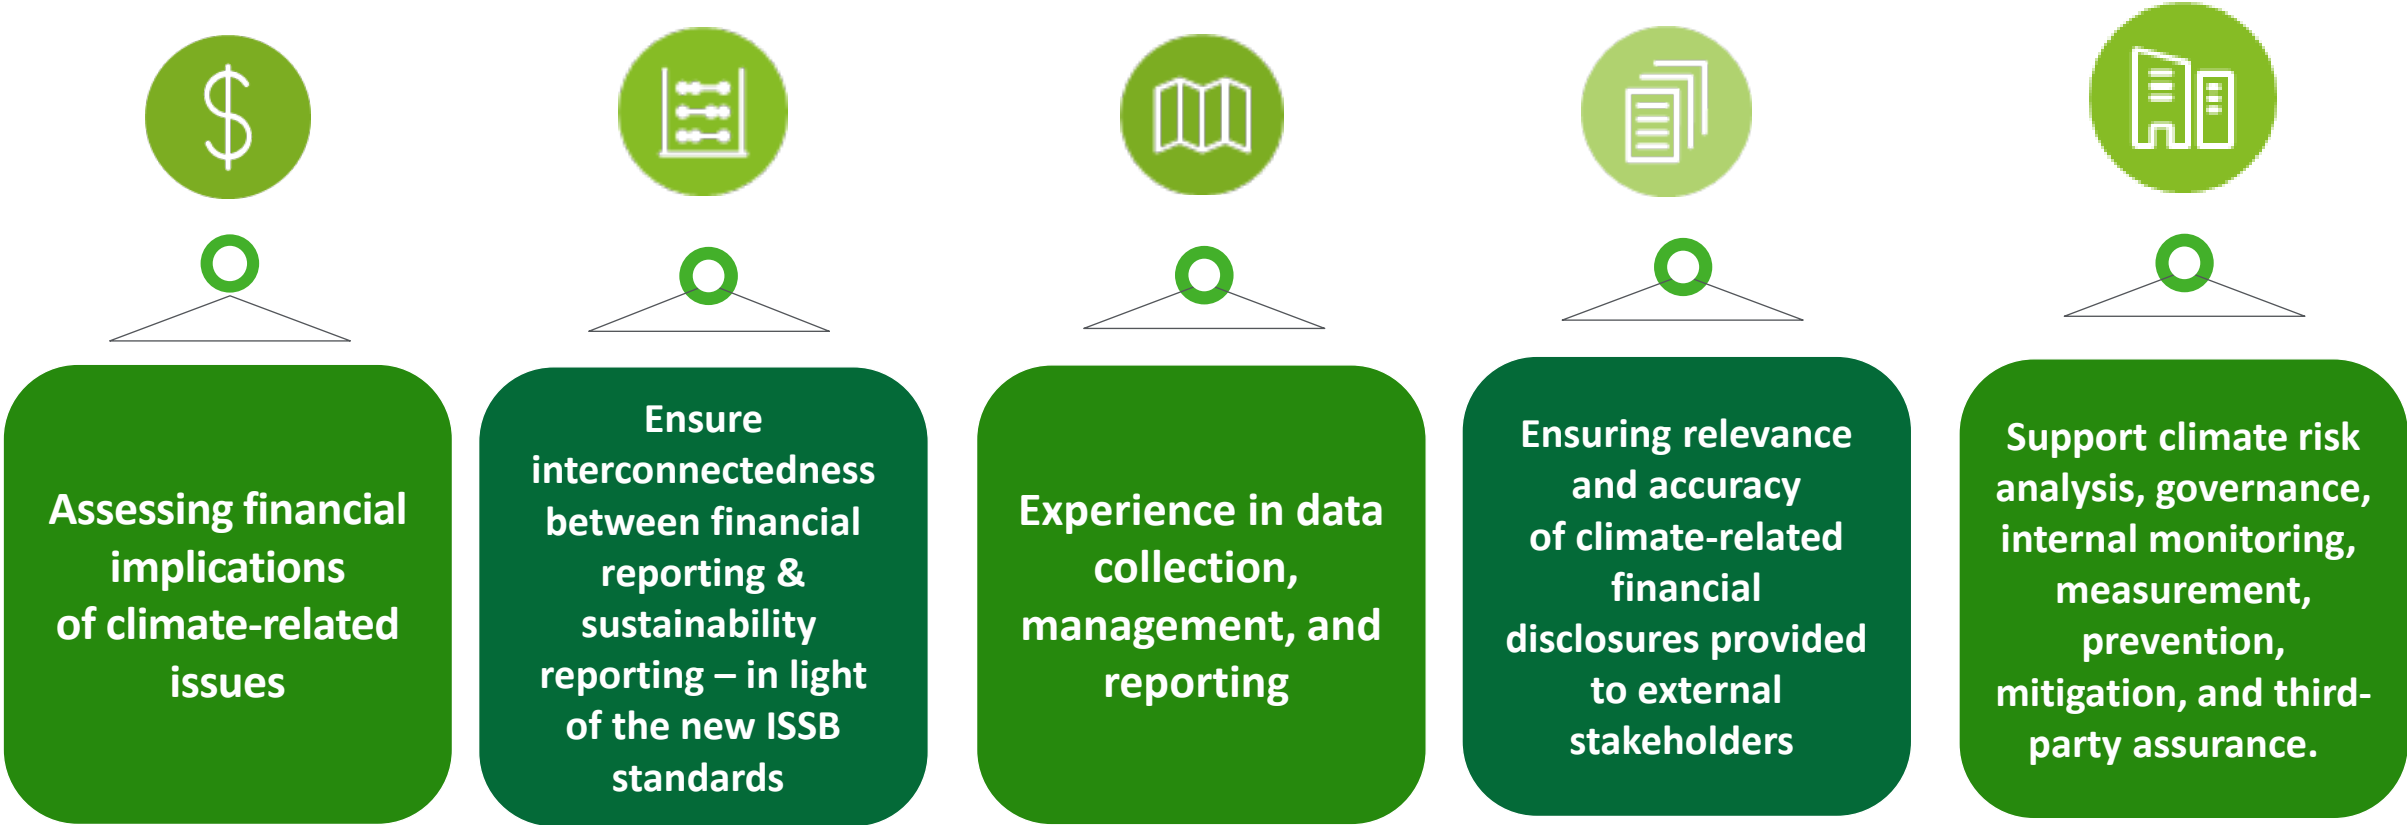 Assessing financial
implications
of climate-related
issues
Ensure
interconnectedness
between financial
reporting &
sustainability
reporting – in light
of the new ISSB
standards
Experience in data
collection,
management, and
reporting
Ensuring relevance
and accuracy
of climate-related
financial
disclosures provided
to external
stakeholders
Support climate risk
analysis, governance,
internal monitoring,
measurement,
prevention,
mitigation, and third-
party assurance.